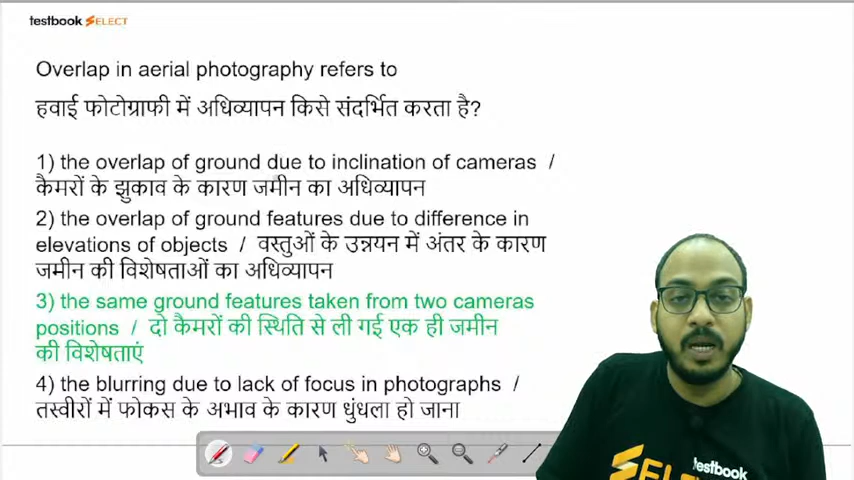 testbook SELECT
Overlap in aerial photography refers to
हवाई फोटोग्राफी में अधिव्यापन किसे संदर्भित करता है?
1) the overlap of ground due to inclination of cameras /
कैमरों के झुकाव के कारण जमीन का अधिव्यापन
2) the overlap of ground features due to difference in
elevations of objects / वस्तुओं के उन्नयन में अंतर के कारण
जमीन की विशेषताओं का अधिव्यापन
3) the same ground features taken from two cameras
positions / दो कैमरों की स्थिति से ली गई एक ही जमीन
की विशेषताएं
4) the blurring due to lack of focus in photographs /
तस्वीरों में फोकस के अभाव के कारण धुंधला हो जाना
testbook
SELE